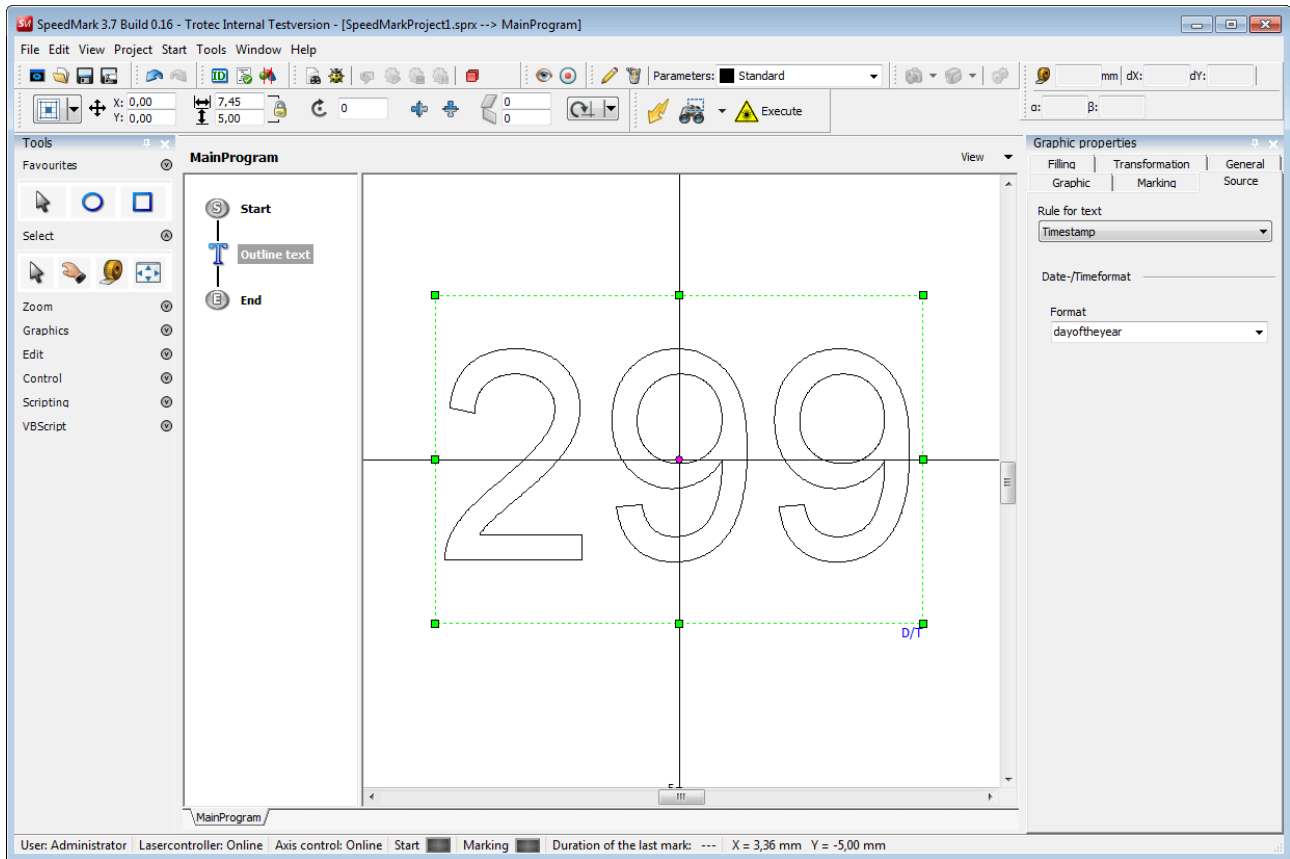 SpeedMark 3.7 Build 0.16 - Trotec Internal Testversion - [SpeedMarkProject1.sprx --> MainProgram]
File Edit View Project Start Tools Window Help
ID Parameters: Standard mm dX: dY:
X: 0,00 7,45 0 0 Execute α: β:
Y: 0,00 5,00 0
Tools
Favourites
Select
Zoom
Graphics
Edit
Control
Scripting
VBScript
MainProgram View
S Start
T Outline text
E End
299
D/T
5
MainProgram
Graphic properties
Filling Transformation General
Graphic Marking Source
Rule for text
Timestamp
Date-/Timeformat
Format
dayoftheyear
User: Administrator Lasercontroller: Online Axis control: Online Start Marking Duration of the last mark: --- X = 3,36 mm Y = -5,00 mm